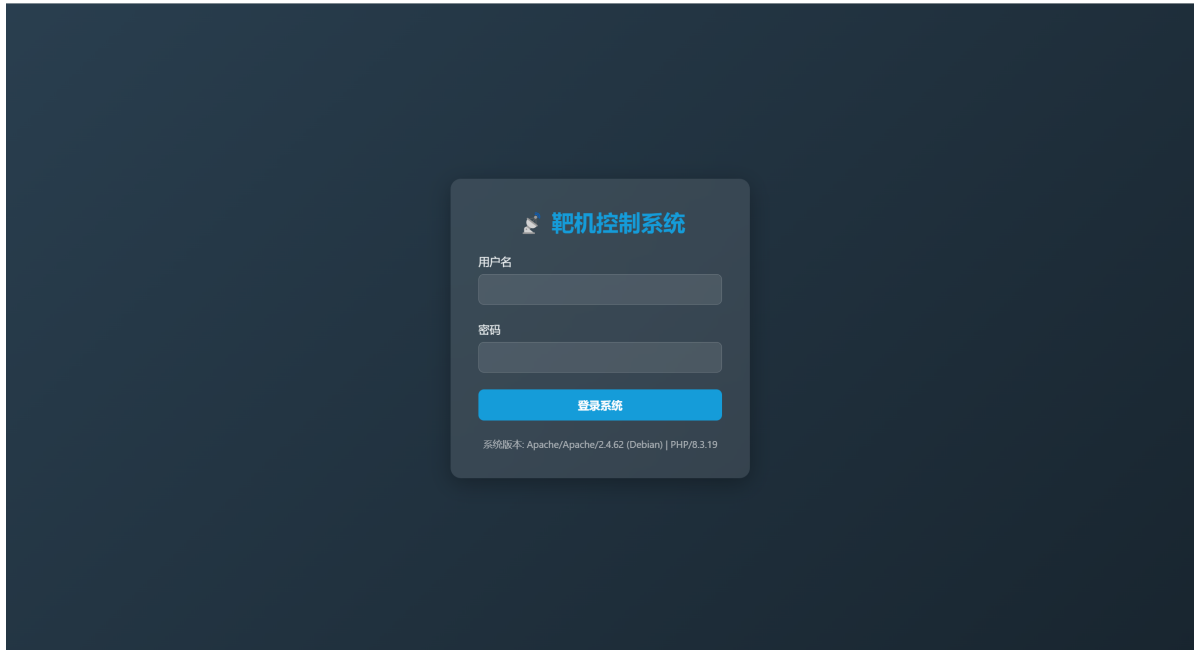 靶机控制系统
用户名
密码
登录系统
系统版本: Apache/Apache/2.4.62 (Debian) | PHP/8.3.19